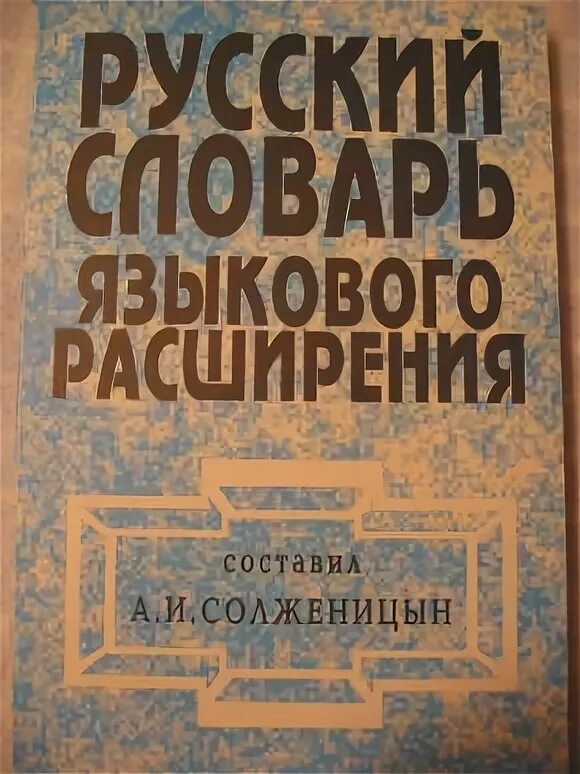 РУССКИЙ
СЛОВАРЬ
ЯЗЫКОВОГО
РАСШИРЕНИЯ
СОСТАВИЛ
А.И.СОЛЖЕНИЦЫН